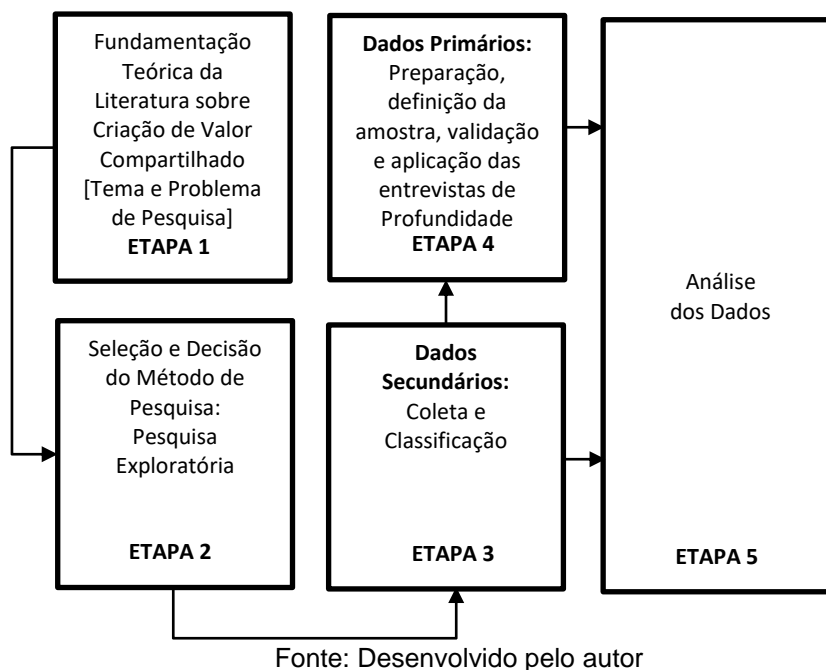 Fundamentação
Teórica da
Literatura sobre
Criação de Valor
Compartilhado
[Tema e Problema
de Pesquisa]
ETAPA 1
Seleção e Decisão
do Método de
Pesquisa:
Pesquisa
Exploratória
ETAPA 2
Dados
Secundários:
Coleta e
Classificação
ETAPA 3
Dados Primários:
Preparação,
definição da
amostra, validação
e aplicação das
entrevistas de
Profundidade
ETAPA 4
Análise
dos Dados
ETAPA 5
Fonte: Desenvolvido pelo autor